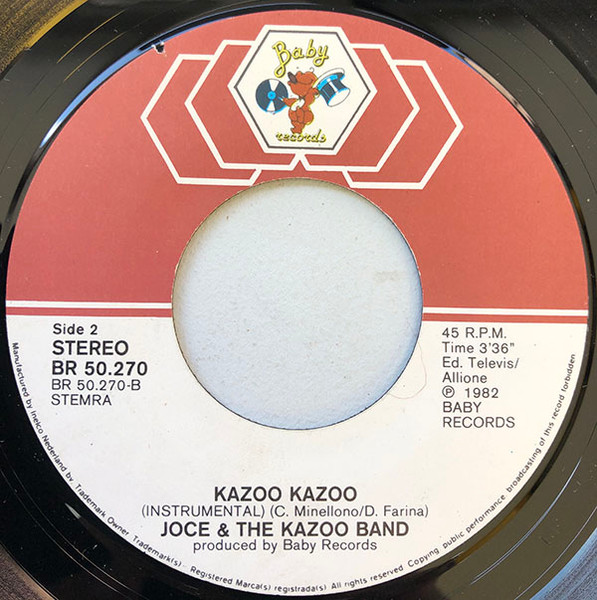 Baby
records
Side 2
STEREO
BR 50.270
BR 50.270-B
STEMRA
45 R.P.M.
Time 3'36"
Ed. Televis/
Allione
℗ 1982
BABY
RECORDS
KAZOO KAZOO
(INSTRUMENTAL) (C. Minellono/D. Farina)
JOCE & THE KAZOO BAND
produced by Baby Records
Manufactured by Inelco Nederland by. Trademark Owner. Trademark(s). Registered Marca(s) registrada(s) All rights reserved. Copying, public performance, broadcasting of this record forbidden